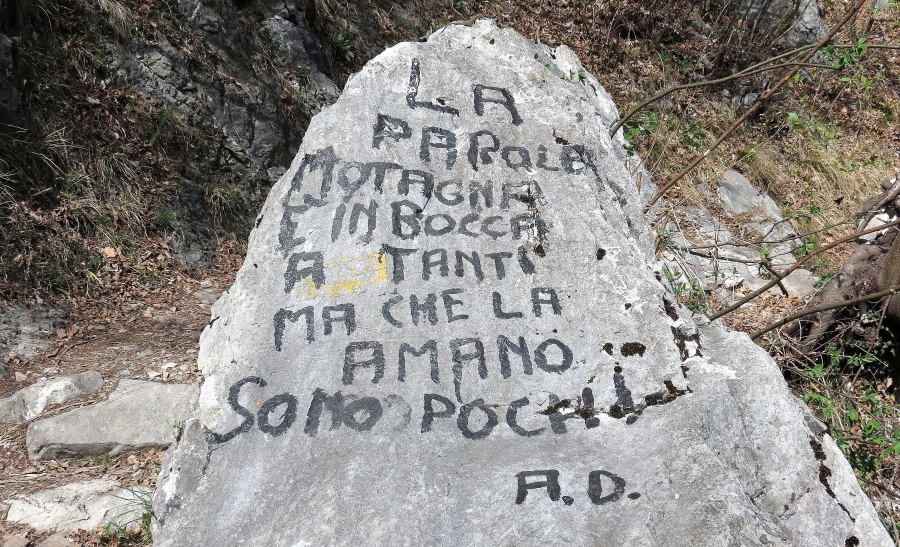 LA
PAROLA
MOTAGNA
E IN BOCCA
A TANTI
MA CHE LA
AMANO
SONO POCHI
A.D.